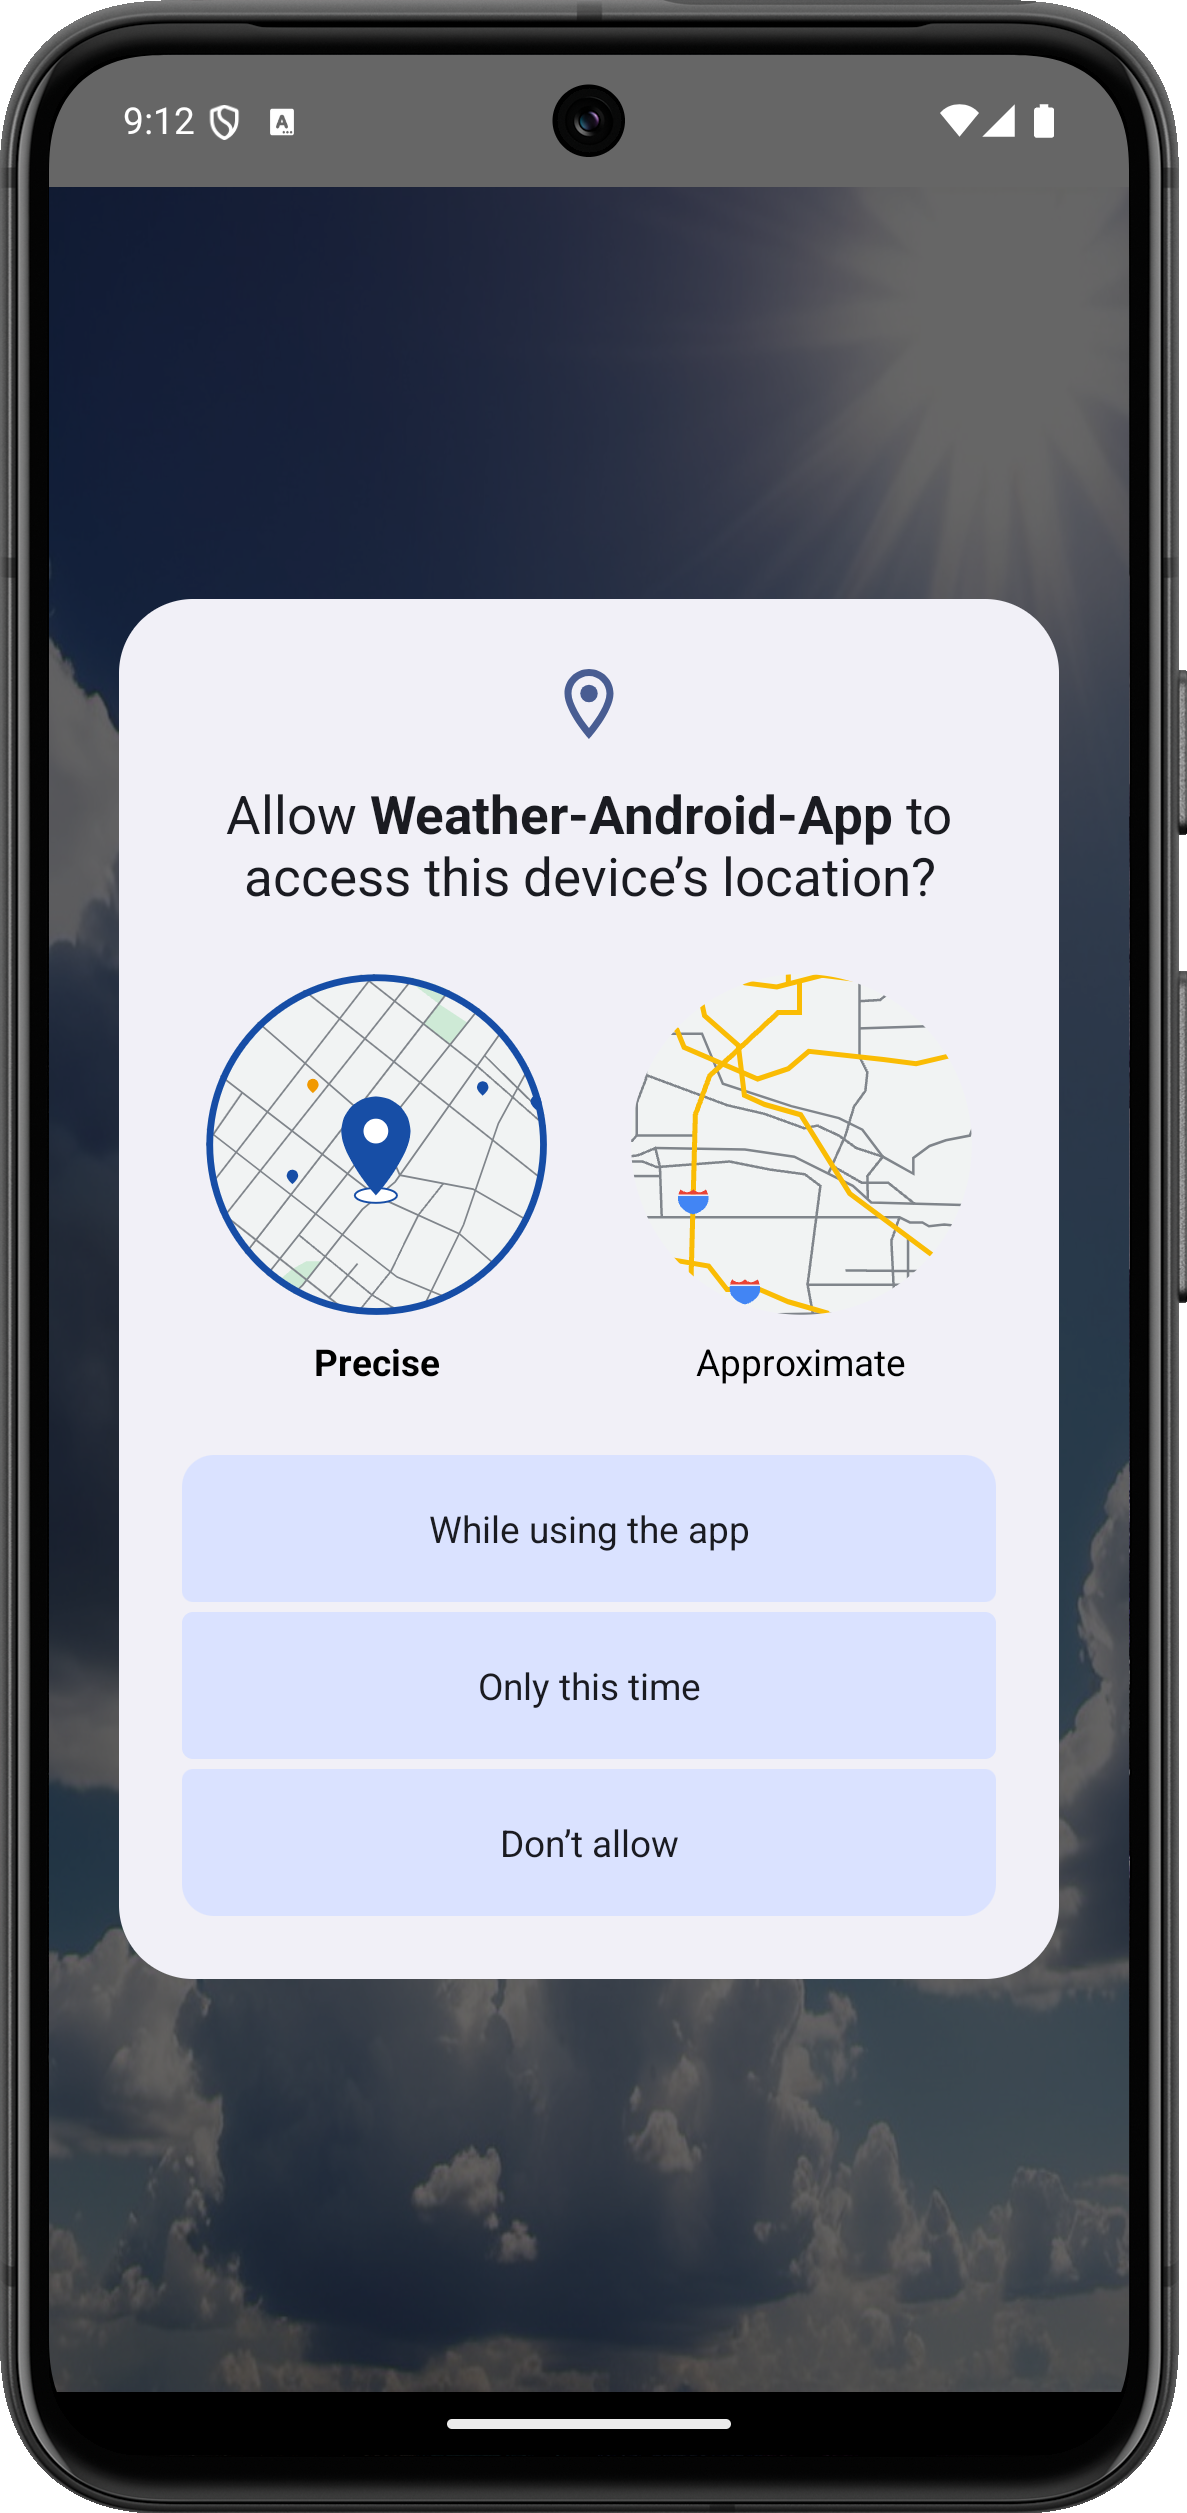 9:12
Allow Weather-Android-App to
access this device’s location?
Precise
Approximate
While using the app
Only this time
Don’t allow